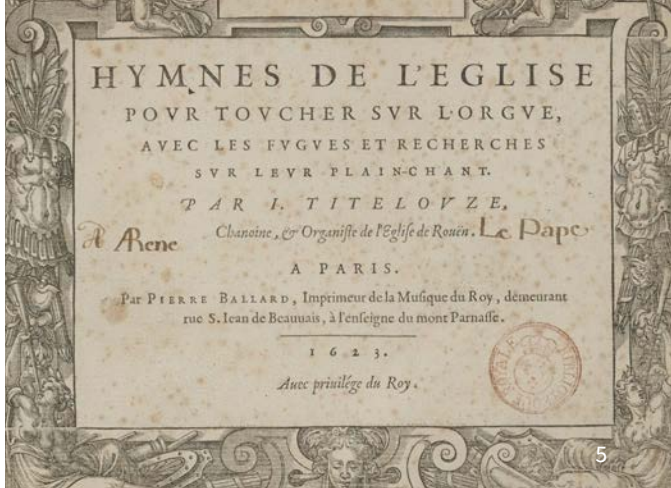 HYMNES DE L'EGLISE
POVR TOVCHER SVR L'ORGVE,
AVEC LES FVGVES ET RECHERCHES
SVR LEVR PLAIN-CHANT.
PAR I. TITELOVZE,
Chanoine, & Organiſte de l'Egliſe de Roüen. Le Pape
A Rene
A PARIS.
Par PIERRE BALLARD, Imprimeur de la Muſique du Roy, demeurant
rue S. Iean de Beauuais, à l'enſeigne du mont Parnaſſe.
1623.
Auec priuilége du Roy.
5